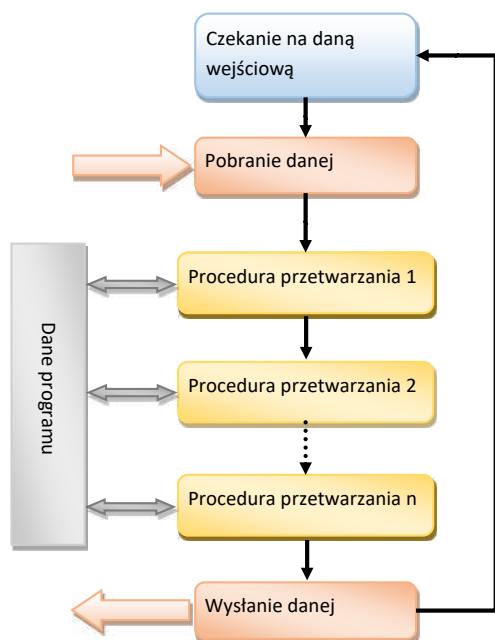 Czekanie na daną
wejściową
Pobranie danej
Procedura przetwarzania 1
Dane programu
Procedura przetwarzania 2
Procedura przetwarzania n
Wysłanie danej